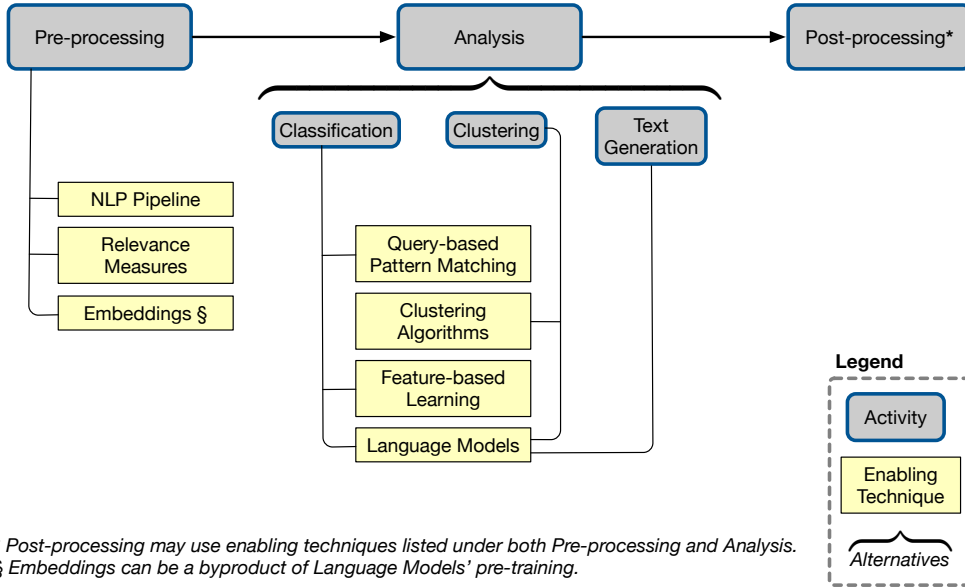 Pre-processing
Analysis
Post-processing*
Classification
Clustering
Text
Generation
NLP Pipeline
Relevance
Measures
Embeddings §
Query-based
Pattern Matching
Clustering
Algorithms
Feature-based
Learning
Language Models
Legend
Activity
Enabling
Technique
Alternatives
Post-processing may use enabling techniques listed under both Pre-processing and Analysis.
§ Embeddings can be a byproduct of Language Models' pre-training.